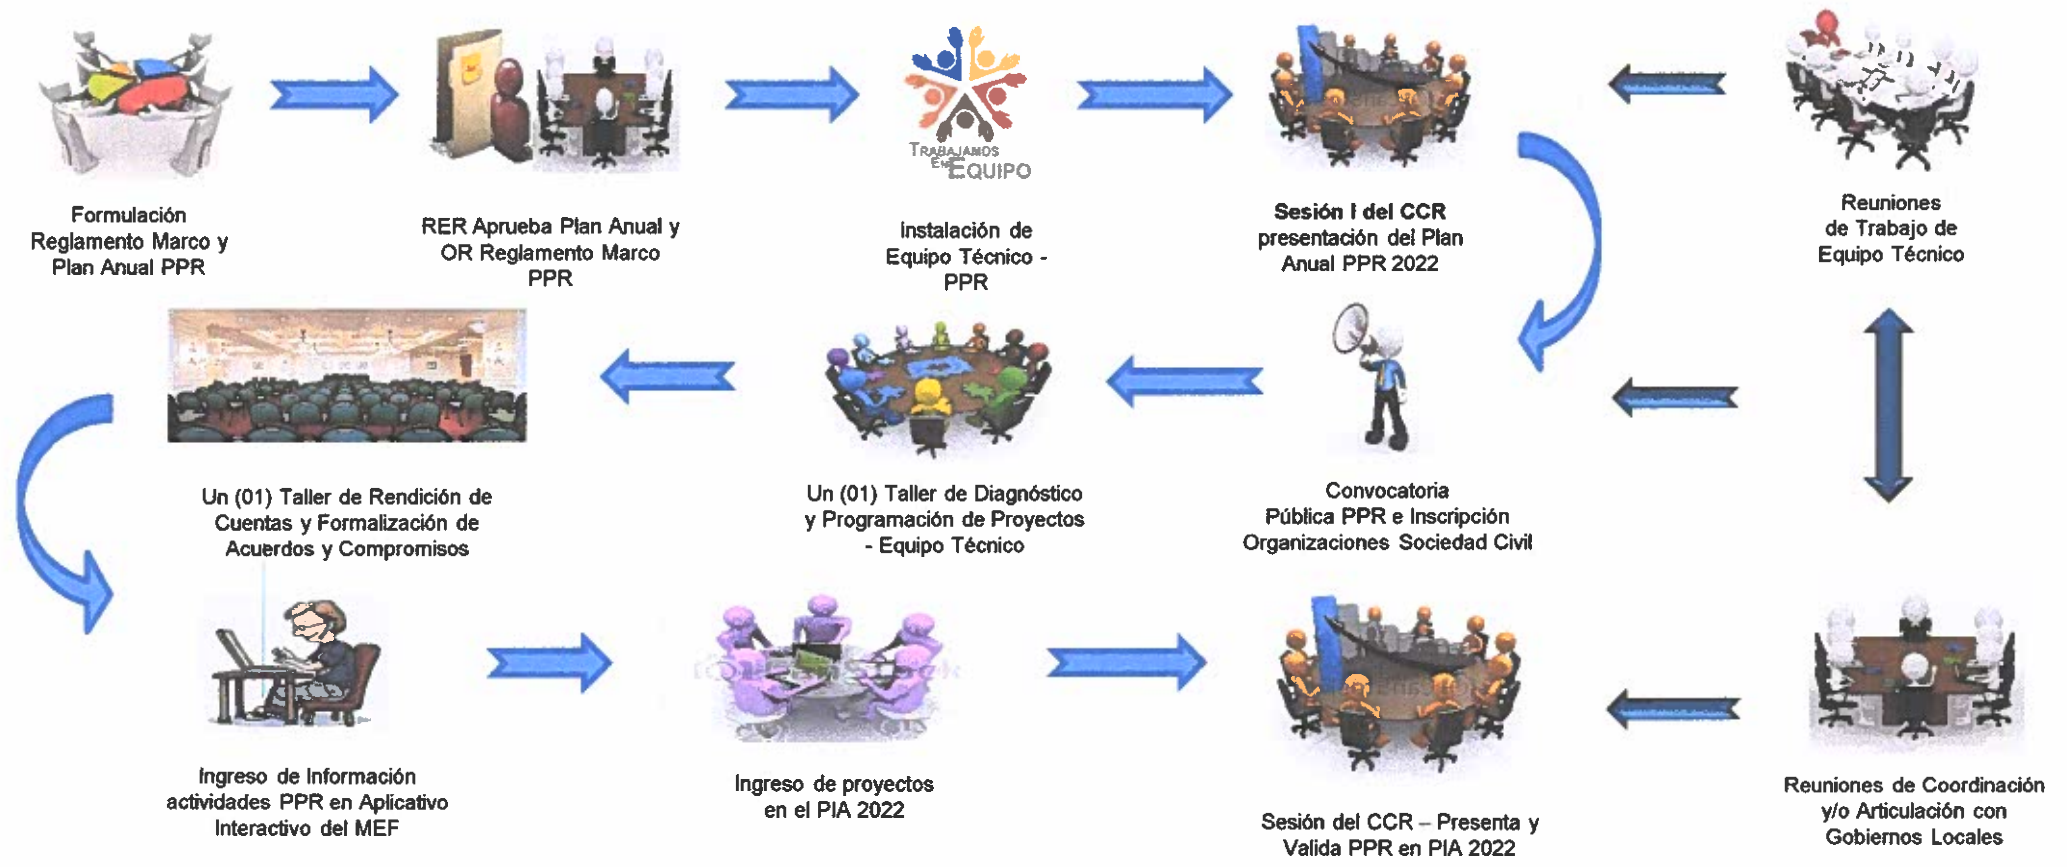 Formulación
Reglamento Marco y
Plan Anual PPR
RER Aprueba Plan Anual y
OR Reglamento Marco
PPR
TRABAJAMOS
EN EQUIPO
Instalación de
Equipo Técnico -
PPR
Sesión I del CCR
presentación del Plan
Anual PPR 2022
Reuniones
de Trabajo de
Equipo Técnico
Un (01) Taller de Rendición de
Cuentas y Formalización de
Acuerdos y Compromisos
Un (01) Taller de Diagnóstico
y Programación de Proyectos
- Equipo Técnico
Convocatoria
Pública PPR e Inscripción
Organizaciones Sociedad Civil
Ingreso de Información
actividades PPR en Aplicativo
Interactivo del MEF
Ingreso de proyectos
en el PIA 2022
Sesión del CCR – Presenta y
Valida PPR en PIA 2022
Reuniones de Coordinación
y/o Articulación con
Gobiernos Locales